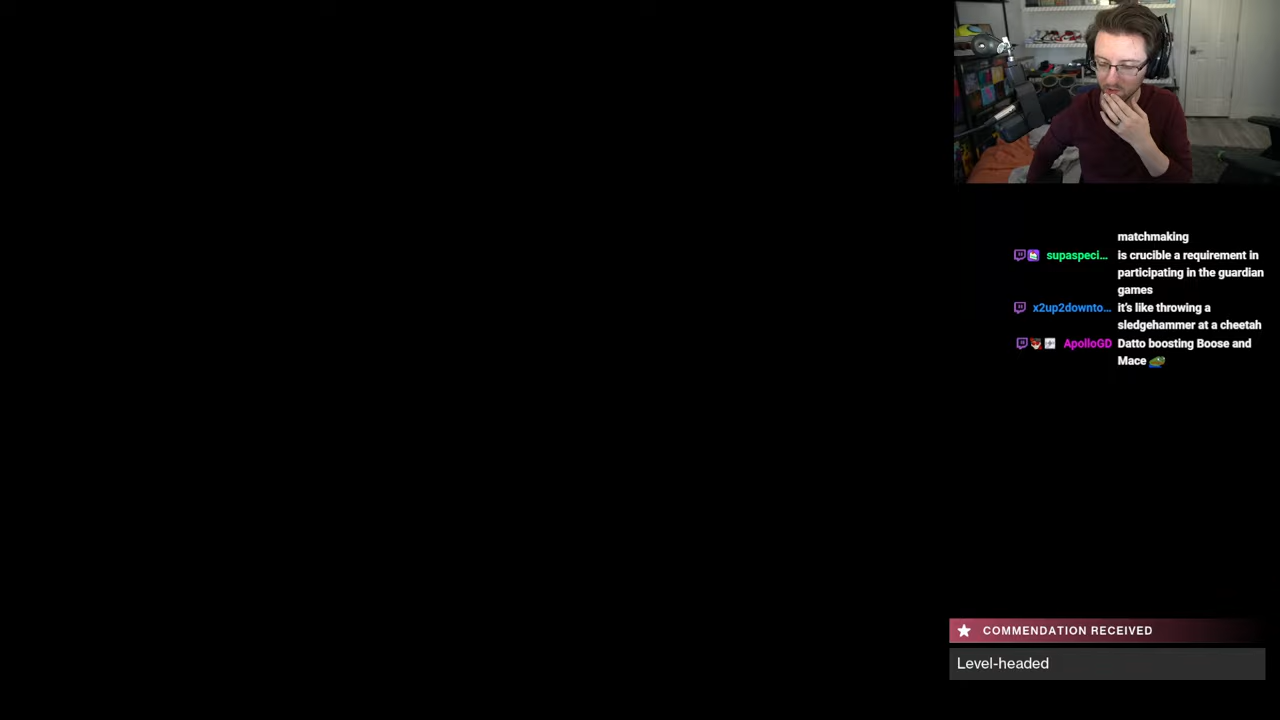 matchmaking
supaspeci... is crucible a requirement in
participating in the guardian
games
x2up2downto... it's like throwing a
sledgehammer at a cheetah
ApolloGD Datto boosting Boose and
Mace
COMMENDATION RECEIVED
Level-headed